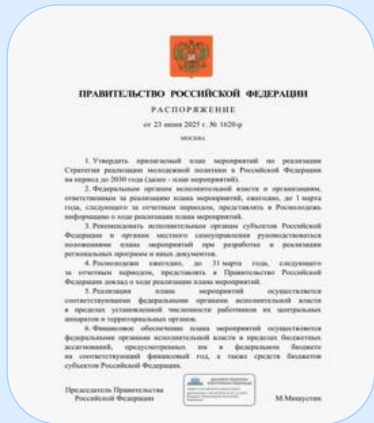 ПРАВИТЕЛЬСТВО РОССИЙСКОЙ ФЕДЕРАЦИИ
РАСПОРЯЖЕНИЕ
от 23 июня 2025 г. № 1620-р
МОСКВА
1. Утвердить прилагаемый план мероприятий по реализации
Стратегии реализации молодежной политики в Российской Федерации
на период до 2030 года (далее - план мероприятий).
2. Федеральным органам исполнительной власти и организациям,
ответственным за реализацию плана мероприятий, ежегодно, до 1 марта
года, следующего за отчетным периодом, представлять в Росмолодежь
информацию о ходе реализации плана мероприятий.
3. Рекомендовать исполнительным органам субъектов Российской
Федерации и органам местного самоуправления руководствоваться
положениями плана мероприятий при разработке и реализации
региональных программ и иных документов.
4. Росмолодежи ежегодно, до 31 марта года, следующего
за отчетным периодом, представлять в Правительство Российской
Федерации доклад о ходе реализации плана мероприятий.
5. Реализация плана мероприятий осуществляется
соответствующими федеральными органами исполнительной власти
в пределах установленной численности работников их центральных
аппаратов и территориальных органов.
6. Финансовое обеспечение плана мероприятий осуществляется
федеральными органами исполнительной власти в пределах бюджетных
ассигнований, предусмотренных им в федеральном бюджете
на соответствующий финансовый год, а также средств бюджетов
субъектов Российской Федерации.
Председатель Правительства
Российской Федерации
М.Мишустин